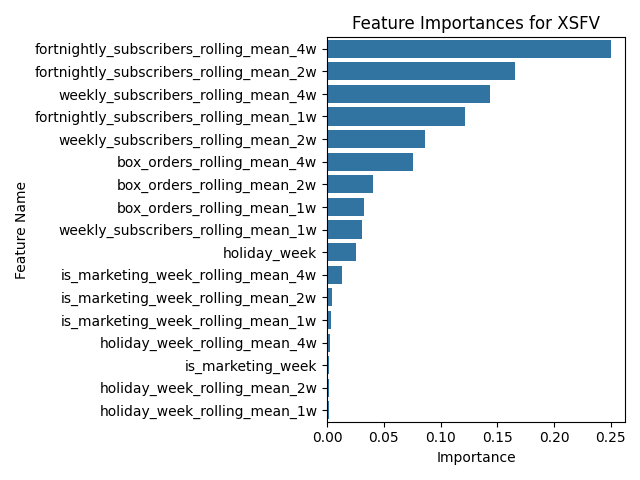 Feature Importances for XSFV
fortnightly_subscribers_rolling_mean_4w
fortnightly_subscribers_rolling_mean_2w
weekly_subscribers_rolling_mean_4w
fortnightly_subscribers_rolling_mean_1w
weekly_subscribers_rolling_mean_2w
box_orders_rolling_mean_4w
box_orders_rolling_mean_2w
box_orders_rolling_mean_1w
weekly_subscribers_rolling_mean_1w
holiday_week
is_marketing_week_rolling_mean_4w
is_marketing_week_rolling_mean_2w
is_marketing_week_rolling_mean_1w
holiday_week_rolling_mean_4w
is_marketing_week
holiday_week_rolling_mean_2w
holiday_week_rolling_mean_1w
Feature Name
0.00 0.05 0.10 0.15 0.20 0.25
Importance